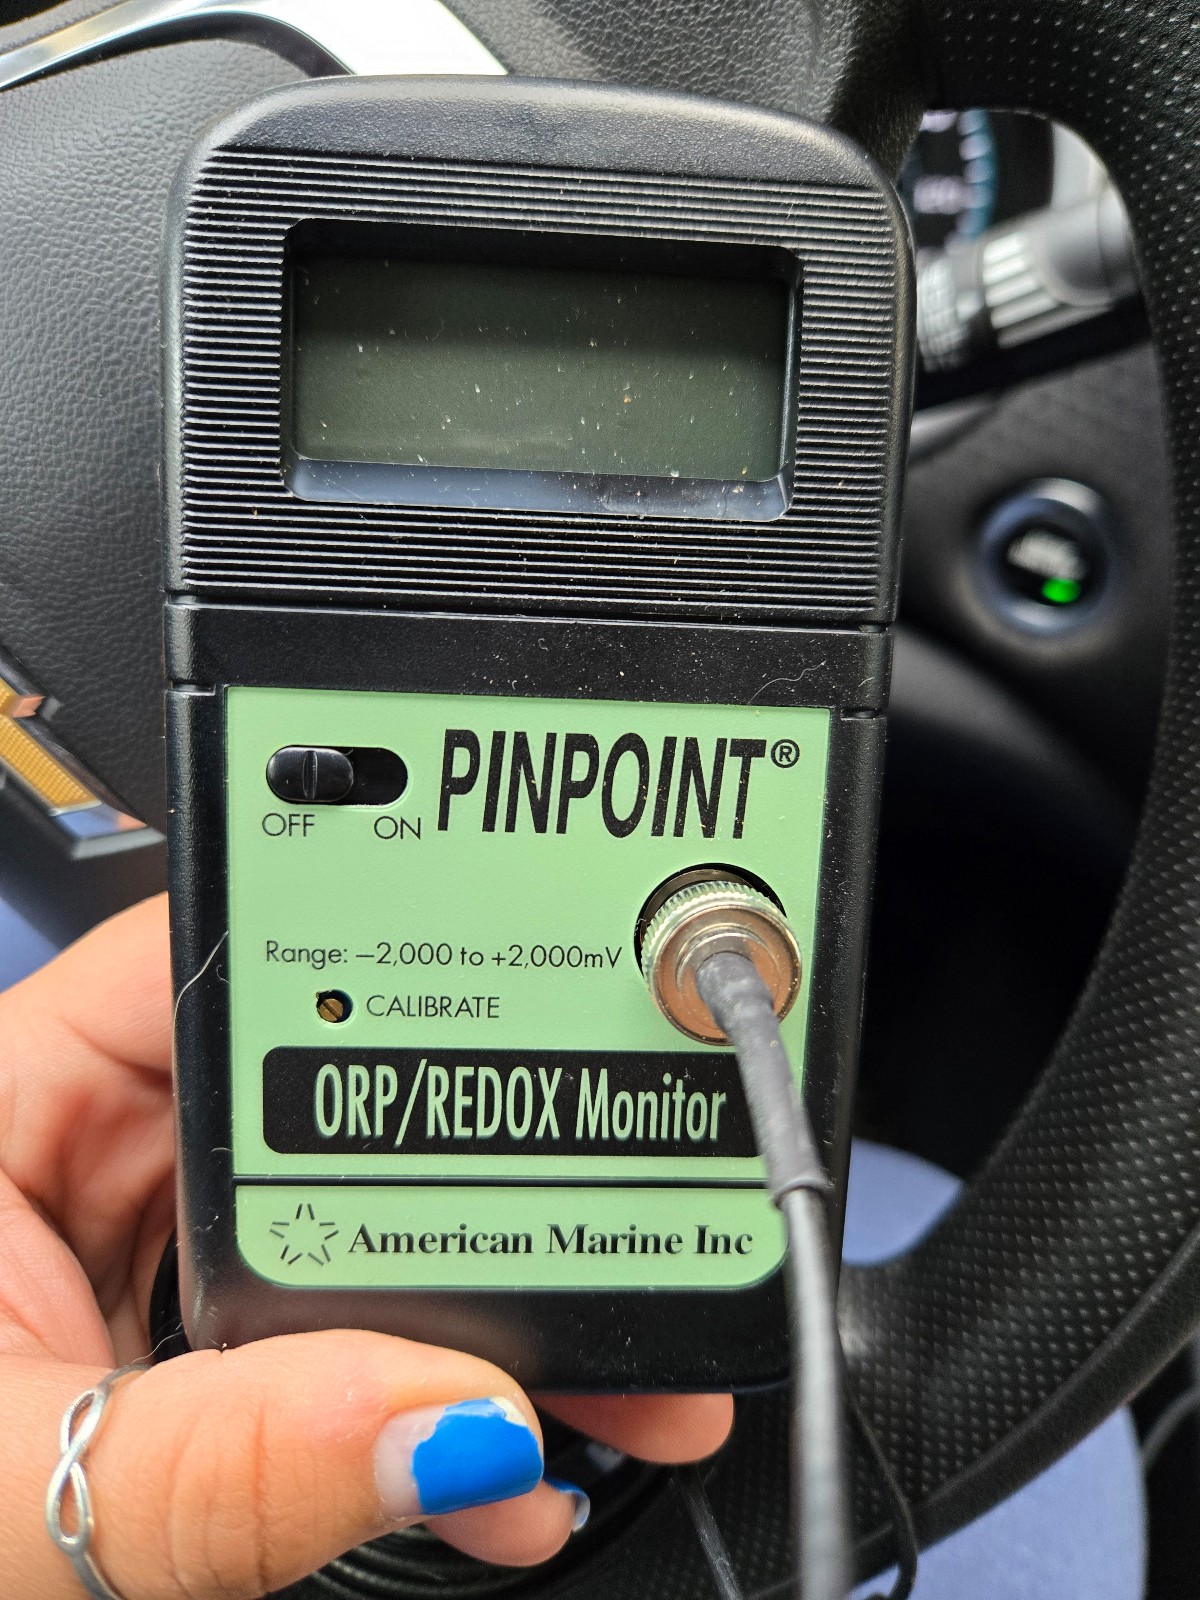 PINPOINT®
OFF ON
Range: –2,000 to +2,000mV
CALIBRATE
ORP/REDOX Monitor
American Marine Inc